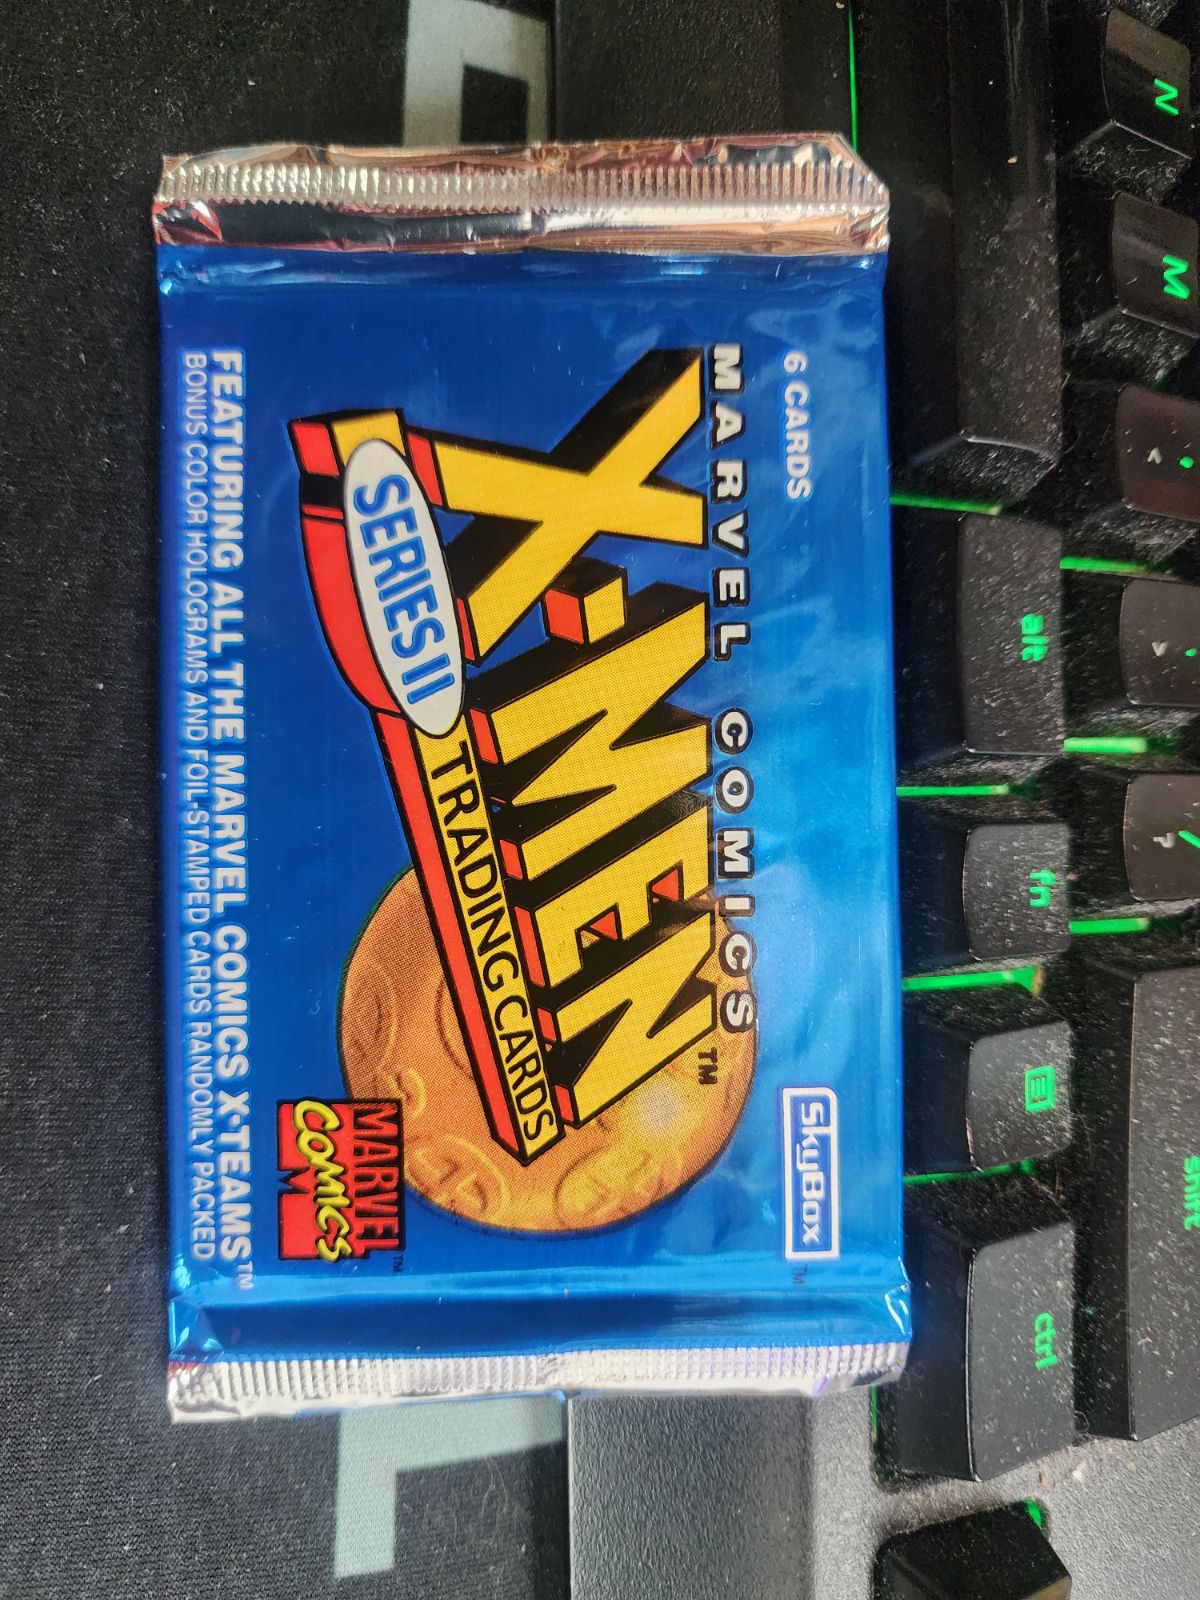 6 CARDS
SkyBox™
MARVEL COMICS
X-MEN™
SERIES II
TRADING CARDS
MARVEL
COMICS™
FEATURING ALL THE MARVEL COMICS X-TEAMS™
BONUS COLOR HOLOGRAMS AND FOIL-STAMPED CARDS RANDOMLY PACKED
N
M
<
>
?
/
alt
fn
ctrl
shift